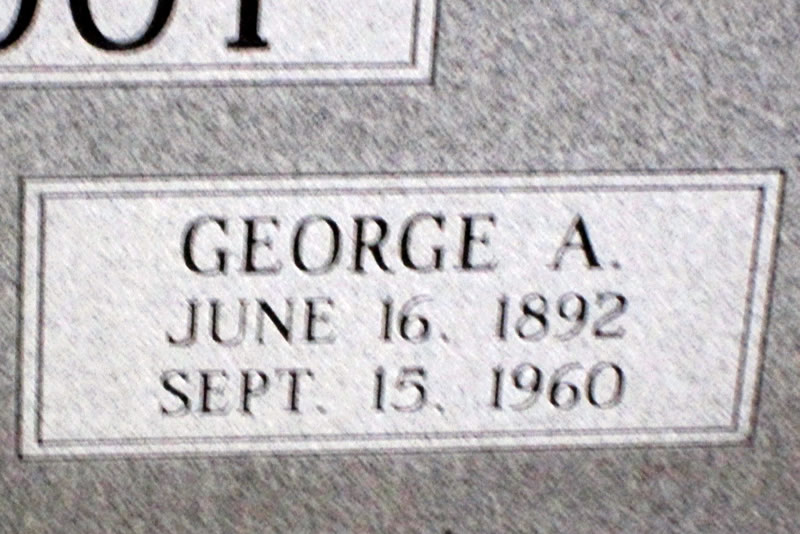 GEORGE A.
JUNE 16, 1892
SEPT. 15, 1960